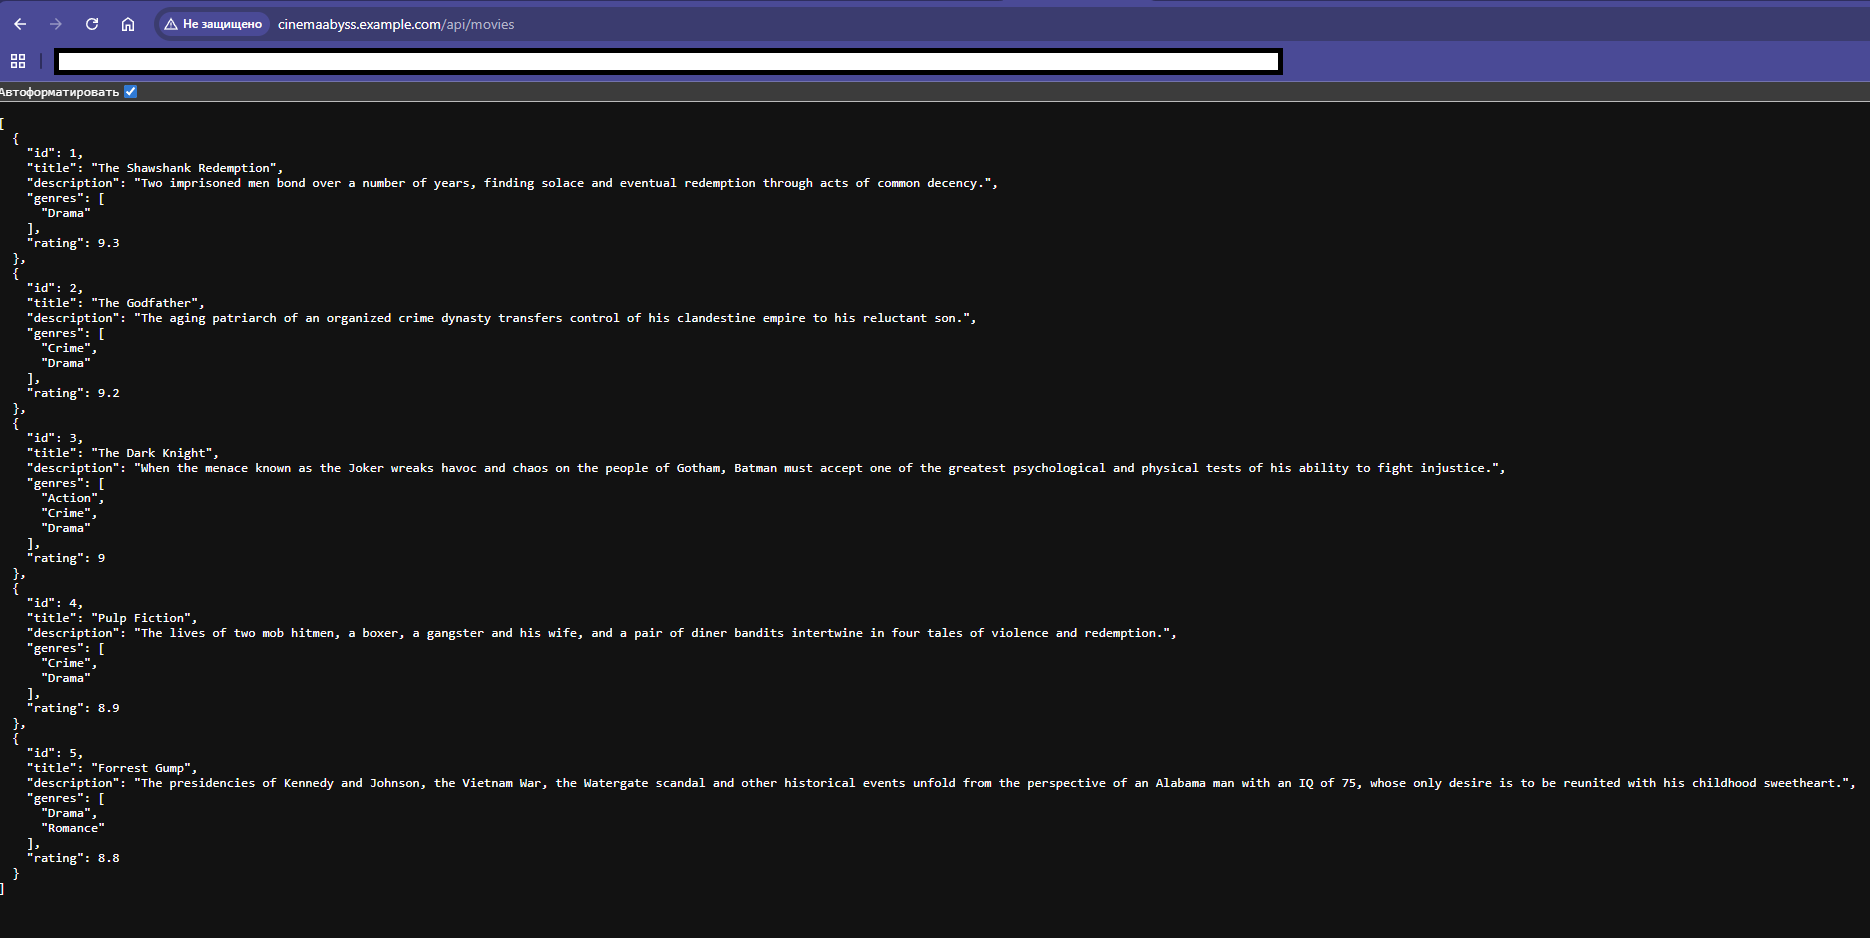 Не защищено cinemaabyss.example.com/api/movies
Автоформатировать
[
  {
    "id": 1,
    "title": "The Shawshank Redemption",
    "description": "Two imprisoned men bond over a number of years, finding solace and eventual redemption through acts of common decency.",
    "genres": [
      "Drama"
    ],
    "rating": 9.3
  },
  {
    "id": 2,
    "title": "The Godfather",
    "description": "The aging patriarch of an organized crime dynasty transfers control of his clandestine empire to his reluctant son.",
    "genres": [
      "Crime",
      "Drama"
    ],
    "rating": 9.2
  },
  {
    "id": 3,
    "title": "The Dark Knight",
    "description": "When the menace known as the Joker wreaks havoc and chaos on the people of Gotham, Batman must accept one of the greatest psychological and physical tests of his ability to fight injustice.",
    "genres": [
      "Action",
      "Crime",
      "Drama"
    ],
    "rating": 9
  },
  {
    "id": 4,
    "title": "Pulp Fiction",
    "description": "The lives of two mob hitmen, a boxer, a gangster and his wife, and a pair of diner bandits intertwine in four tales of violence and redemption.",
    "genres": [
      "Crime",
      "Drama"
    ],
    "rating": 8.9
  },
  {
    "id": 5,
    "title": "Forrest Gump",
    "description": "The presidencies of Kennedy and Johnson, the Vietnam War, the Watergate scandal and other historical events unfold from the perspective of an Alabama man with an IQ of 75, whose only desire is to be reunited with his childhood sweetheart.",
    "genres": [
      "Drama",
      "Romance"
    ],
    "rating": 8.8
  }
]